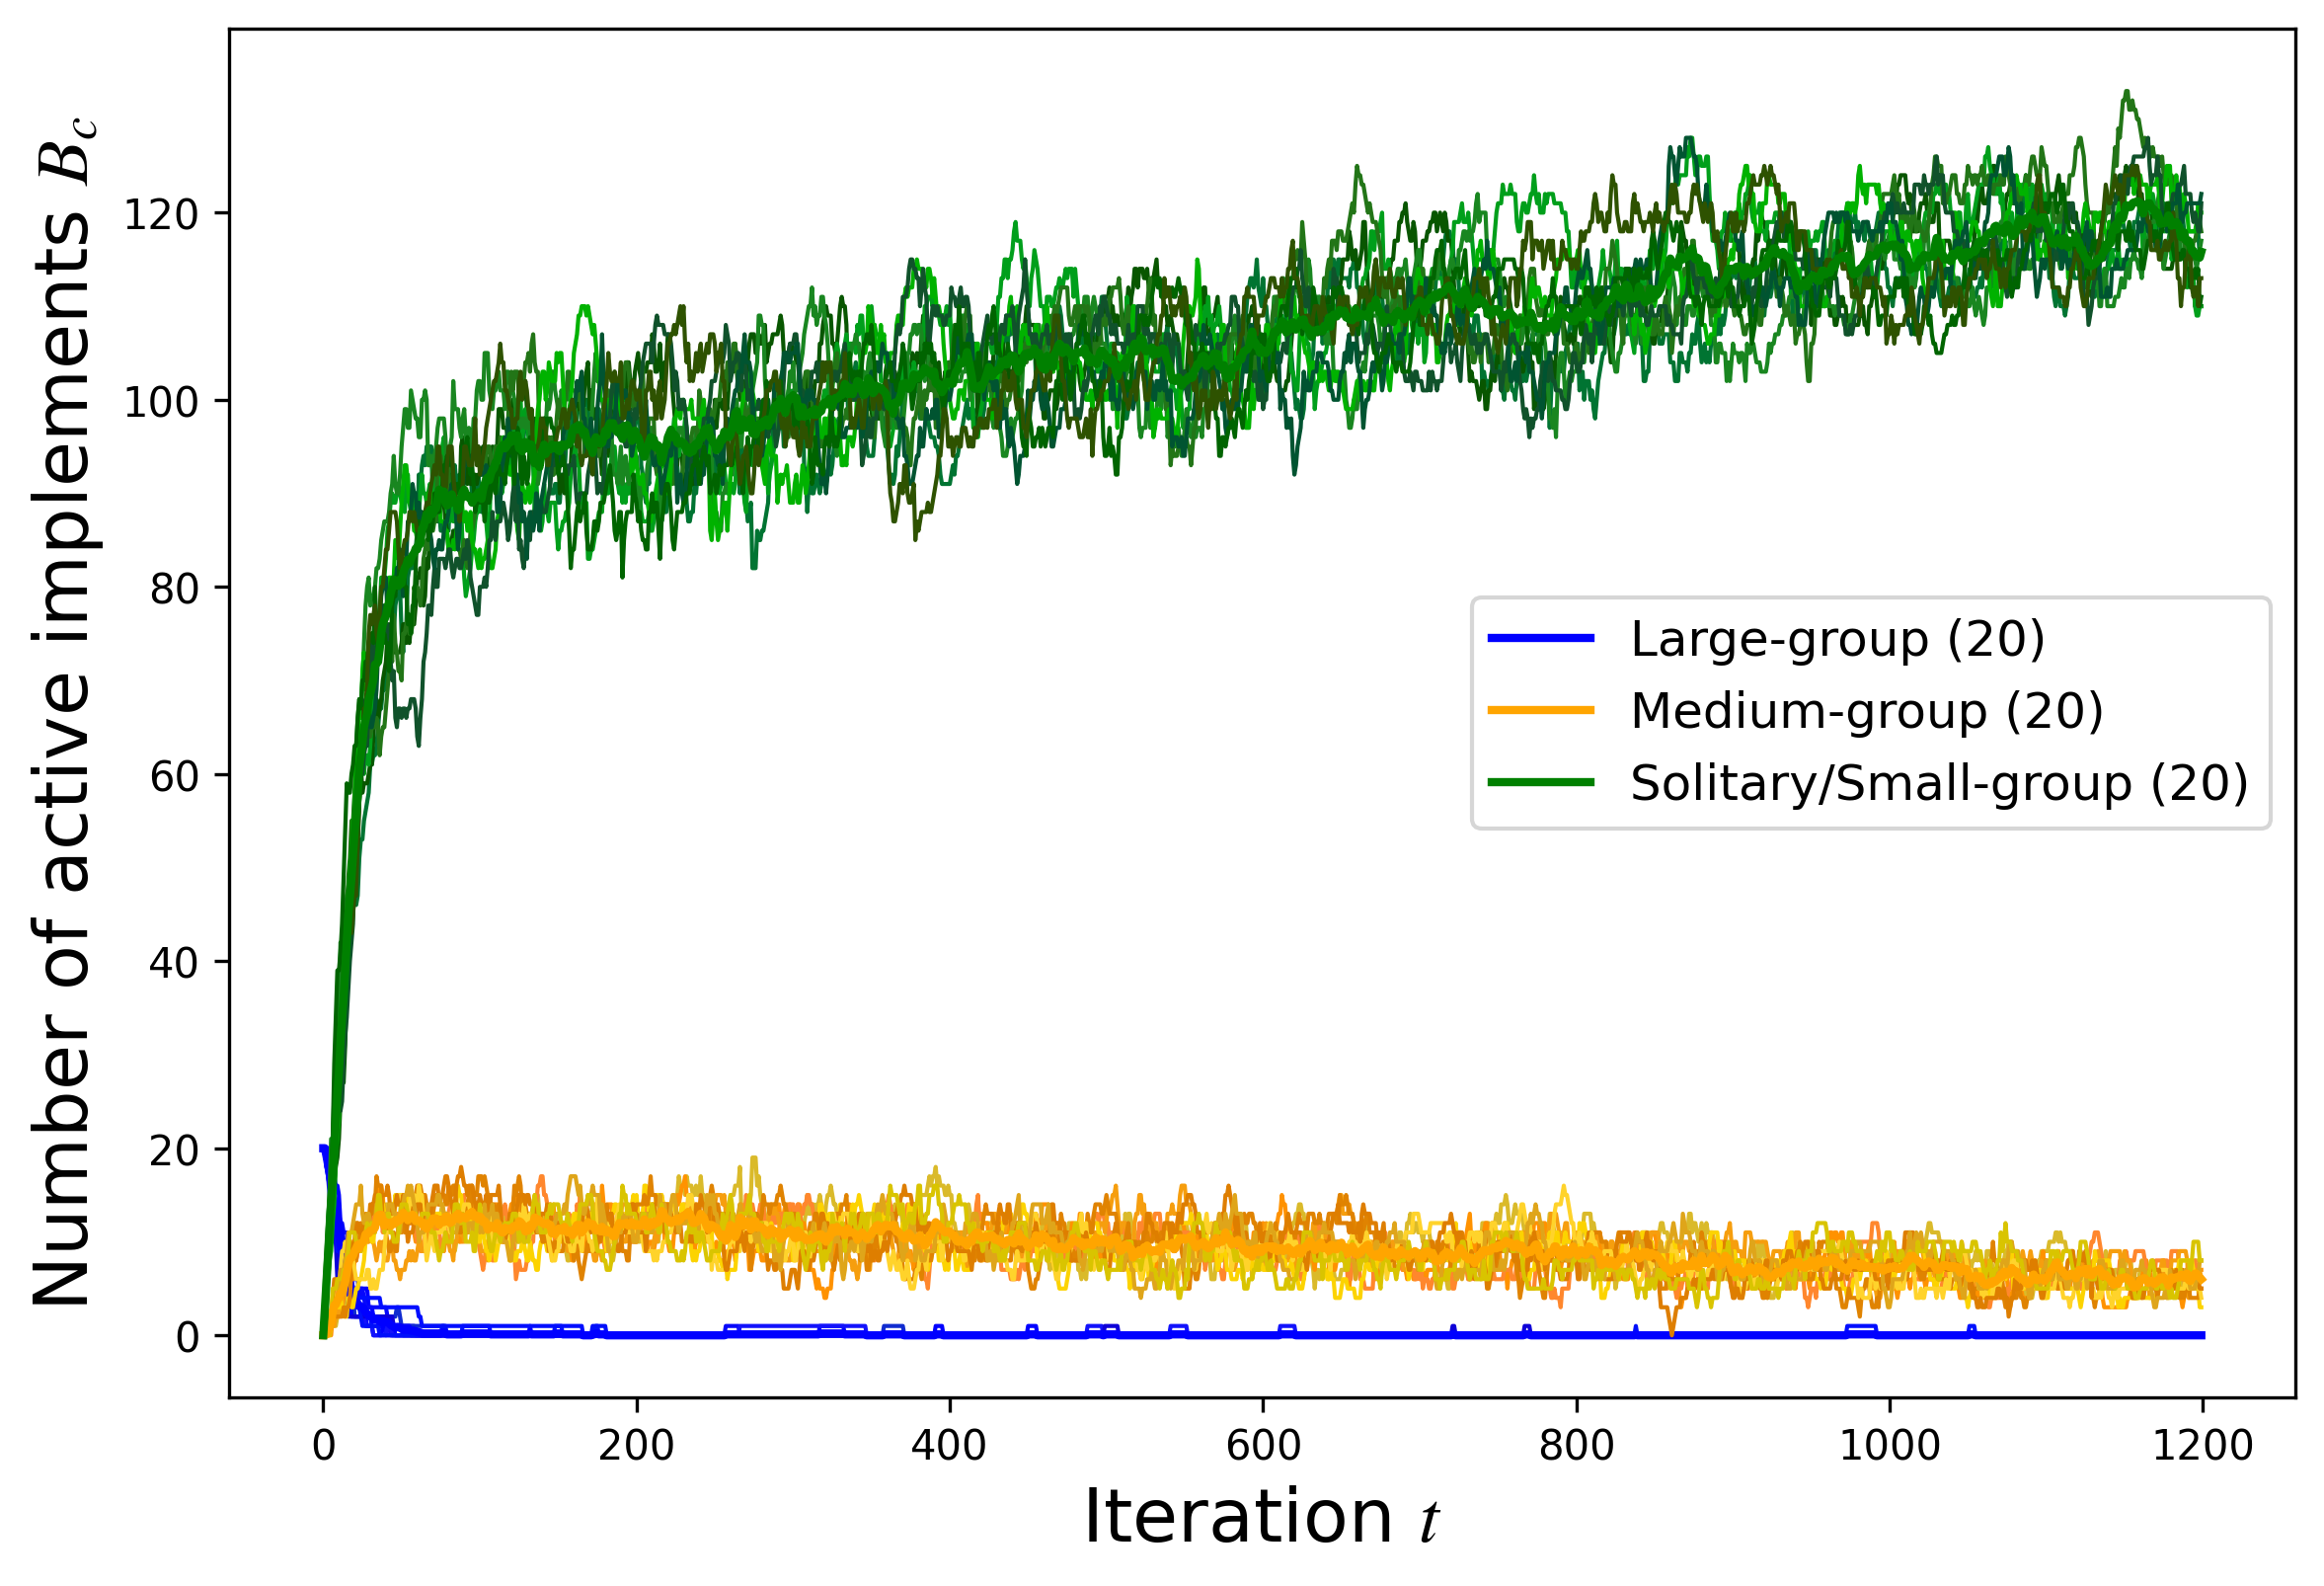 Number of active implements B_c
120
100
80
60
40
20
0
Large-group (20)
Medium-group (20)
Solitary/Small-group (20)
0 200 400 600 800 1000 1200
Iteration t